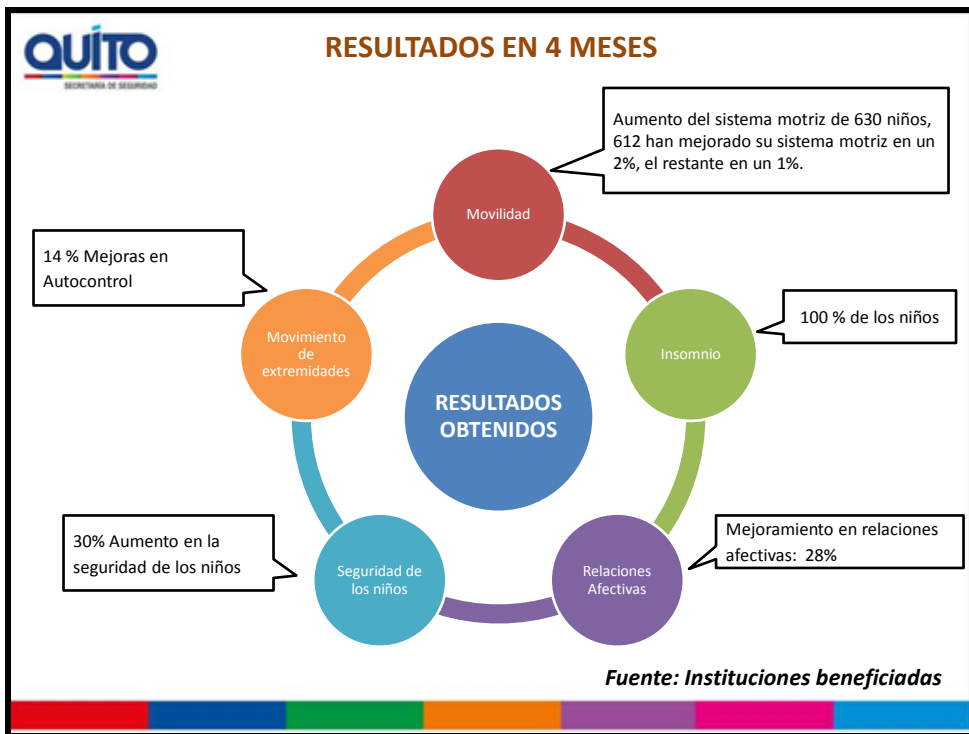 QUITO
SECRETARÍA DE SEGURIDAD
RESULTADOS EN 4 MESES
Aumento del sistema motriz de 630 niños,
612 han mejorado su sistema motriz en un
2%, el restante en un 1%.
Movilidad
14 % Mejoras en
Autocontrol
Movimiento
de
extremidades
100 % de los niños
Insomnio
RESULTADOS
OBTENIDOS
30% Aumento en la
seguridad de los niños
Seguridad de
los niños
Mejoramiento en relaciones
afectivas: 28%
Relaciones
Afectivas
Fuente: Instituciones beneficiadas